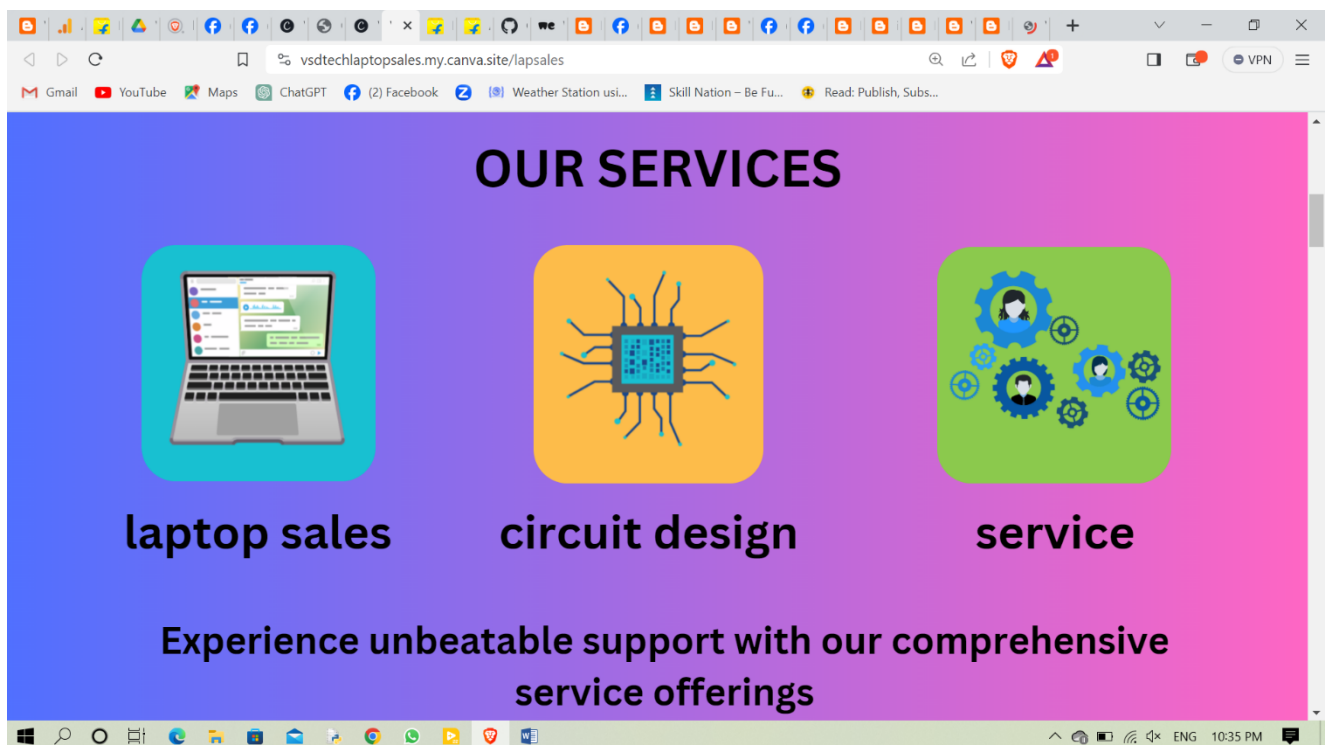 we
vsdtechlaptopsales.my.canva.site/lapsales
1
VPN
Gmail
YouTube
Maps
ChatGPT
(2) Facebook
Weather Station usi...
Skill Nation – Be Fu...
Read: Publish, Subs...
OUR SERVICES
laptop sales
circuit design
service
Experience unbeatable support with our comprehensive
service offerings
ENG
10:35 PM